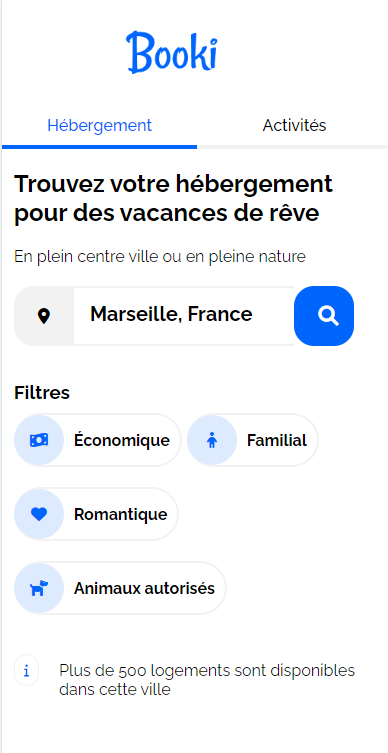 Booki
Hébergement
Activités
Trouvez votre hébergement
pour des vacances de rêve
En plein centre ville ou en pleine nature
Marseille, France
Filtres
Économique
Familial
Romantique
Animaux autorisés
Plus de 500 logements sont disponibles
dans cette ville